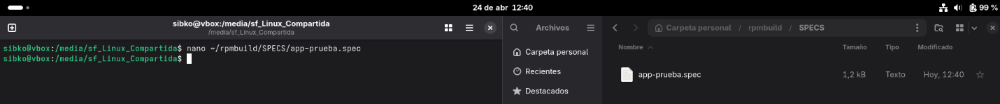 24 de abr 12:40
99 %
sibko@vbox:/media/sf_Linux_Compartida
/media/sf_Linux_Compartida
sibko@vbox:/media/sf_Linux_Compartida$ nano ~/rpmbuild/SPECS/app-prueba.spec
sibko@vbox:/media/sf_Linux_Compartida$
Archivos
Carpeta personal
Recientes
Destacados
Carpeta personal / rpmbuild / SPECS
Nombre Tamaño Tipo Modificado
app-prueba.spec 1,2 kB Texto Hoy, 12:40